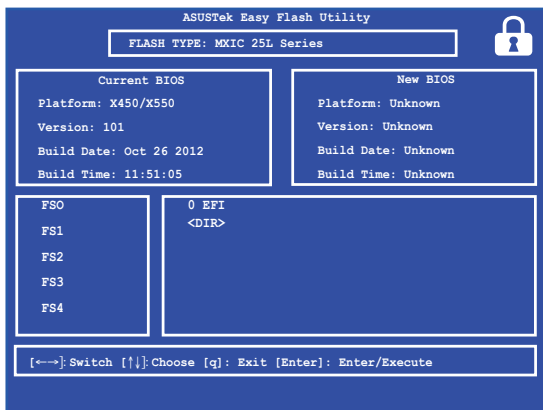 ASUSTek Easy Flash Utility
FLASH TYPE: MXIC 25L Series
Current BIOS
Platform: X450/X550
Version: 101
Build Date: Oct 26 2012
Build Time: 11:51:05
New BIOS
Platform: Unknown
Version: Unknown
Build Date: Unknown
Build Time: Unknown
FSO
FS1
FS2
FS3
FS4
0 EFI
<DIR>
[←→]: Switch [↑↓]: Choose [q]: Exit [Enter]: Enter/Execute